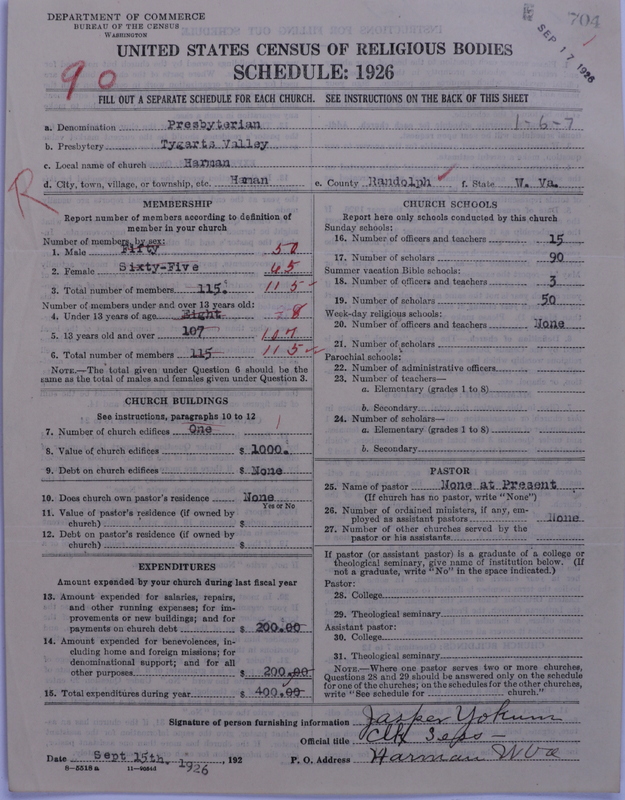 DEPARTMENT OF COMMERCE
BUREAU OF THE CENSUS
WASHINGTON
704
SEP 17 1926
UNITED STATES CENSUS OF RELIGIOUS BODIES
SCHEDULE: 1926
90
FILL OUT A SEPARATE SCHEDULE FOR EACH CHURCH. SEE INSTRUCTIONS ON THE BACK OF THIS SHEET
1-6-7
a. Denomination Presbyterian
b. Presbytery Tygarts Valley
c. Local name of church Harman
d. City, town, village, or township, etc. Haman e. County Randolph f. State W. Va.
R
MEMBERSHIP
Report number of members according to definition of
member in your church
Number of members by sex:
1. Male Fifty 50
2. Female Sixty-Five 65
3. Total number of members 115. 115
Number of members under and over 13 years old:
4. Under 13 years of age Eight 8
5. 13 years old and over 107 107
6. Total number of members 115 115
NOTE.—The total given under Question 6 should be
same as the total of males and females given under Question 3.
CHURCH BUILDINGS
See instructions, paragraphs 10 to 12
7. Number of church edifices One 1
8. Value of church edifices $ 1000.
9. Debt on church edifices $ None
10. Does church own pastor's residence None
Yes or No
11. Value of pastor's residence (if owned by
church) $
12. Debt on pastor's residence (if owned by
church) $
EXPENDITURES
Amount expended by your church during last fiscal year
13. Amount expended for salaries, repairs,
and other running expenses; for im-
provements or new buildings; and for
payments on church debt $ 200.00
14. Amount expended for benevolences, in-
cluding home and foreign missions; for
denominational support; and for all
other purposes $ 200.00
15. Total expenditures during year $ 400.00
CHURCH SCHOOLS
Report here only schools conducted by this church
Sunday schools:
16. Number of officers and teachers 15
17. Number of scholars 90
Summer vacation Bible schools:
18. Number of officers and teachers 3
19. Number of scholars 50
Week-day religious schools:
20. Number of officers and teachers None
21. Number of scholars
Parochial schools:
22. Number of administrative officers
23. Number of teachers—
a. Elementary (grades 1 to 8)
b. Secondary
24. Number of scholars—
a. Elementary (grades 1 to 8)
b. Secondary
PASTOR
25. Name of pastor None at Present
(If church has no pastor, write "None")
26. Number of ordained ministers, if any, em-
ployed as assistant pastors None
27. Number of other churches served by the
pastor or his assistants
If pastor (or assistant pastor) is a graduate of a college or
theological seminary, give name of institution below. (If
not a graduate, write "No" in the space indicated.)
Pastor:
28. College
29. Theological seminary
Assistant pastor:
30. College
31. Theological seminary
NOTE.—Where one pastor serves two or more churches,
Questions 28 and 29 should be answered only on the schedule
for one of the churches; on the schedules for the other churches,
write "See schedule for church."
Signature of person furnishing information Jasper Yokum
Official title Clk
Date Sept 15th. 1926, 192 P. O. Address Harman W Va
8-5518 a